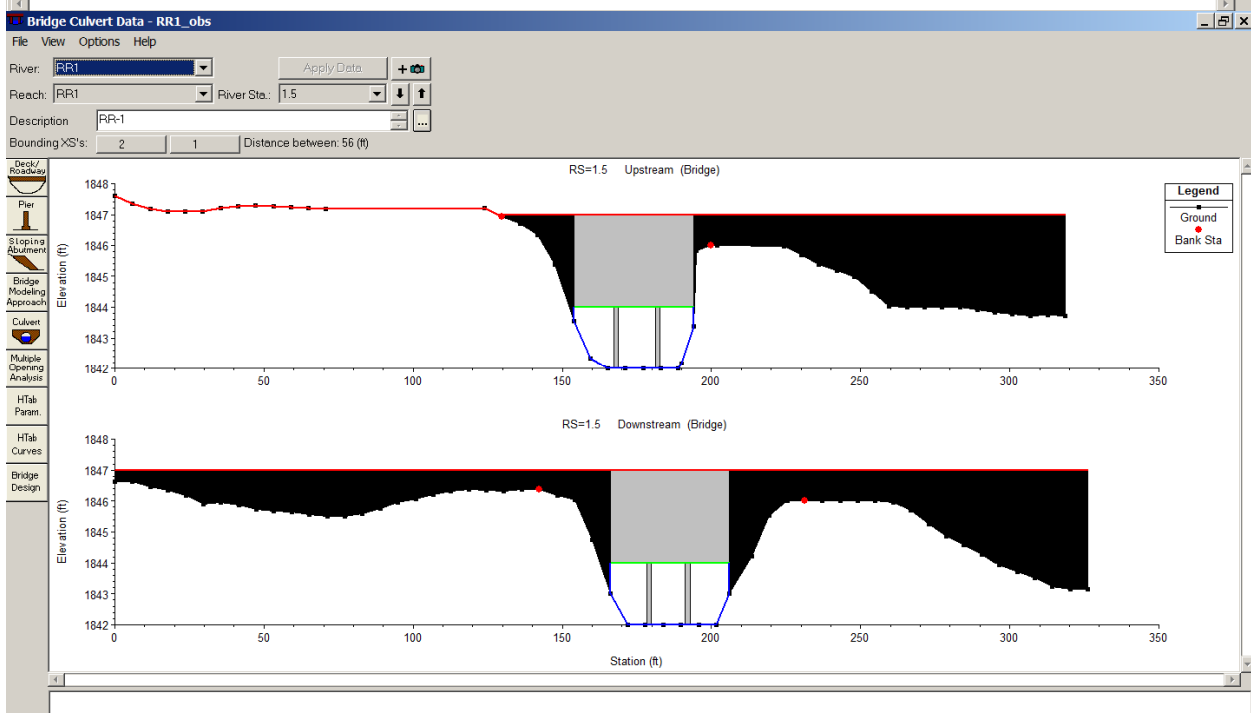 Bridge Culvert Data - RR1_obs
File View Options Help
River: RR1 Apply Data +
Reach: RR1 River Sta.: 1.5
Description RR-1 ...
Bounding XS's: 2 1 Distance between: 56 (ft)
Deck/
Roadway
Pier
Sloping
Abutment
Bridge
Modeling
Approach
Culvert
Multiple
Opening
Analysis
HTab
Param.
HTab
Curves
Bridge
Design
RS=1.5 Upstream (Bridge)
1848
1847
1846
1845
1844
1843
1842
Elevation (ft)
0 50 100 150 200 250 300 350
Legend
Ground
Bank Sta
RS=1.5 Downstream (Bridge)
1848
1847
1846
1845
1844
1843
1842
Elevation (ft)
0 50 100 150 200 250 300 350
Station (ft)